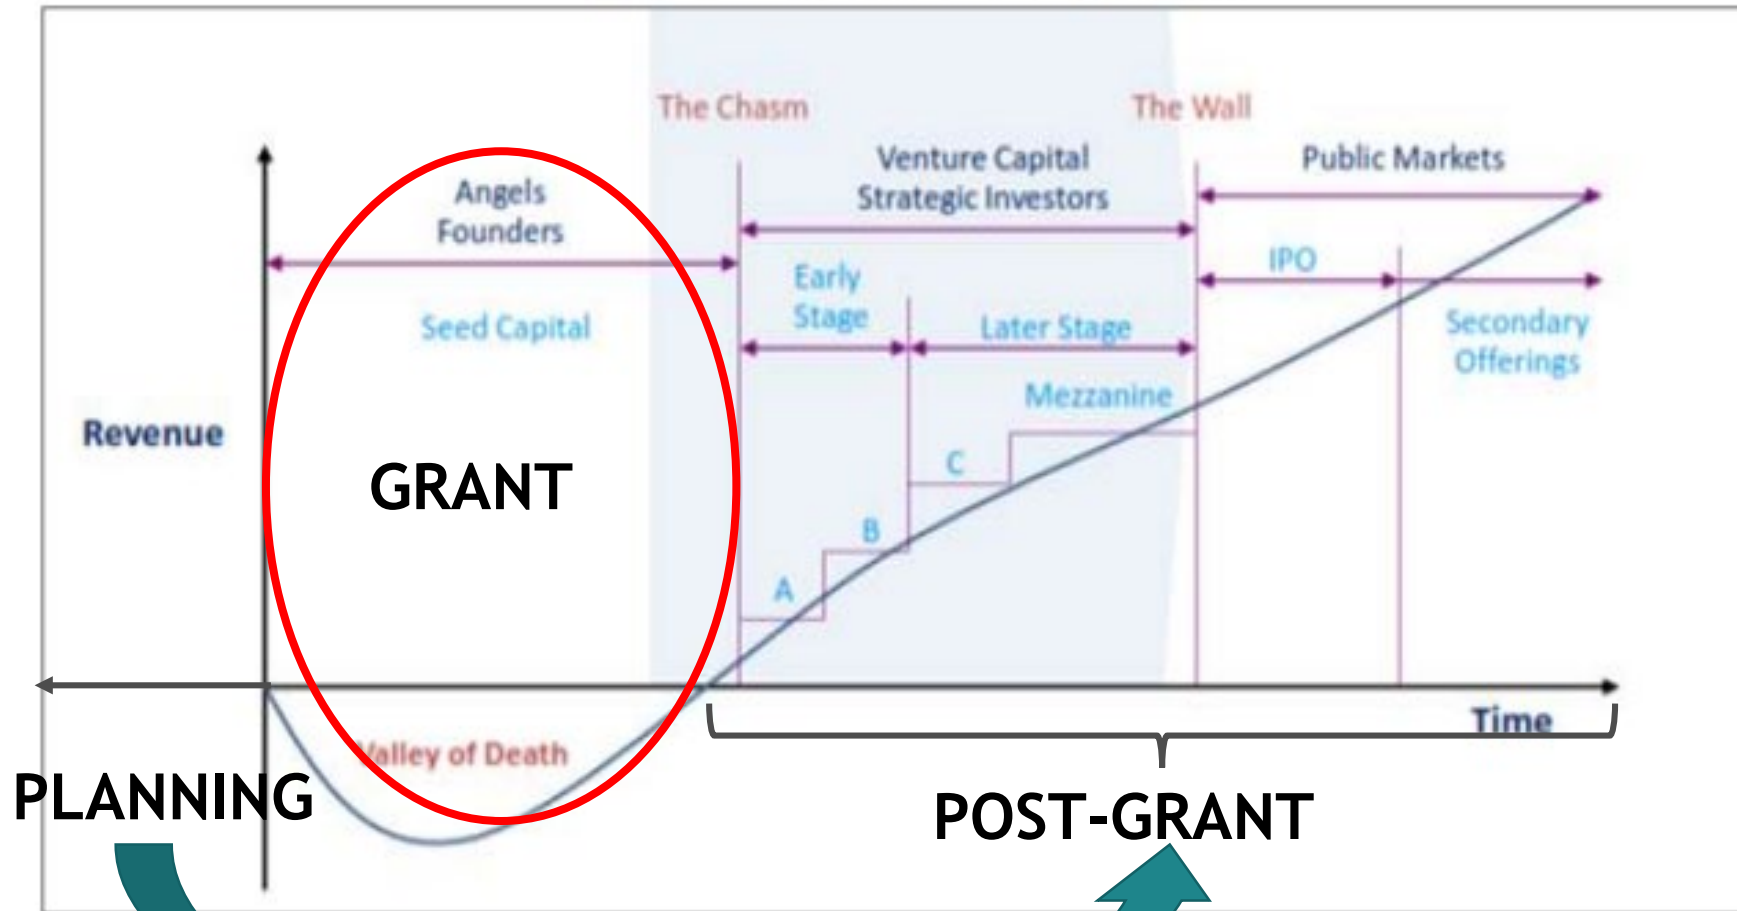 The Chasm
The Wall
Angels
Founders
Venture Capital
Strategic Investors
Public Markets
Seed Capital
Early
Stage
Later Stage
IPO
Secondary
Offerings
Mezzanine
Revenue
GRANT
C
B
A
Time
Valley of Death
PLANNING
POST-GRANT